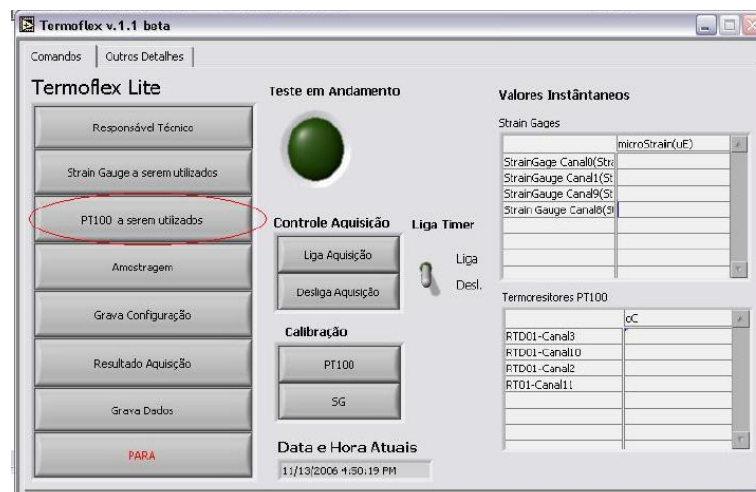 Termoflex v.1.1 beta
Comandos
Outros Detalhes
Termoflex Lite
Responsável Técnico
Strain Gauge a serem utilizados
PT100 a serem utilizados
Amostragem
Grava Configuração
Resultado Aquisição
Grava Dados
PARA
Teste em Andamento
Controle Aquisição
Liga Aquisição
Desliga Aquisição
Liga Timer
Liga
Desl.
Calibração
PT100
SG
Data e Hora Atuais
11/13/2006 4:50:19 PM
Valores Instântaneos
Strain Gages
microStrain(uE)
StrainGage Canal0(Stra
StrainGauge Canal1(St
StrainGauge Canal9(St
Strain Gauge Canal8(St
Termoresitores PT100
oC
RTD01-Canal3
RTD01-Canal10
RTD01-Canal2
RT01-Canal11